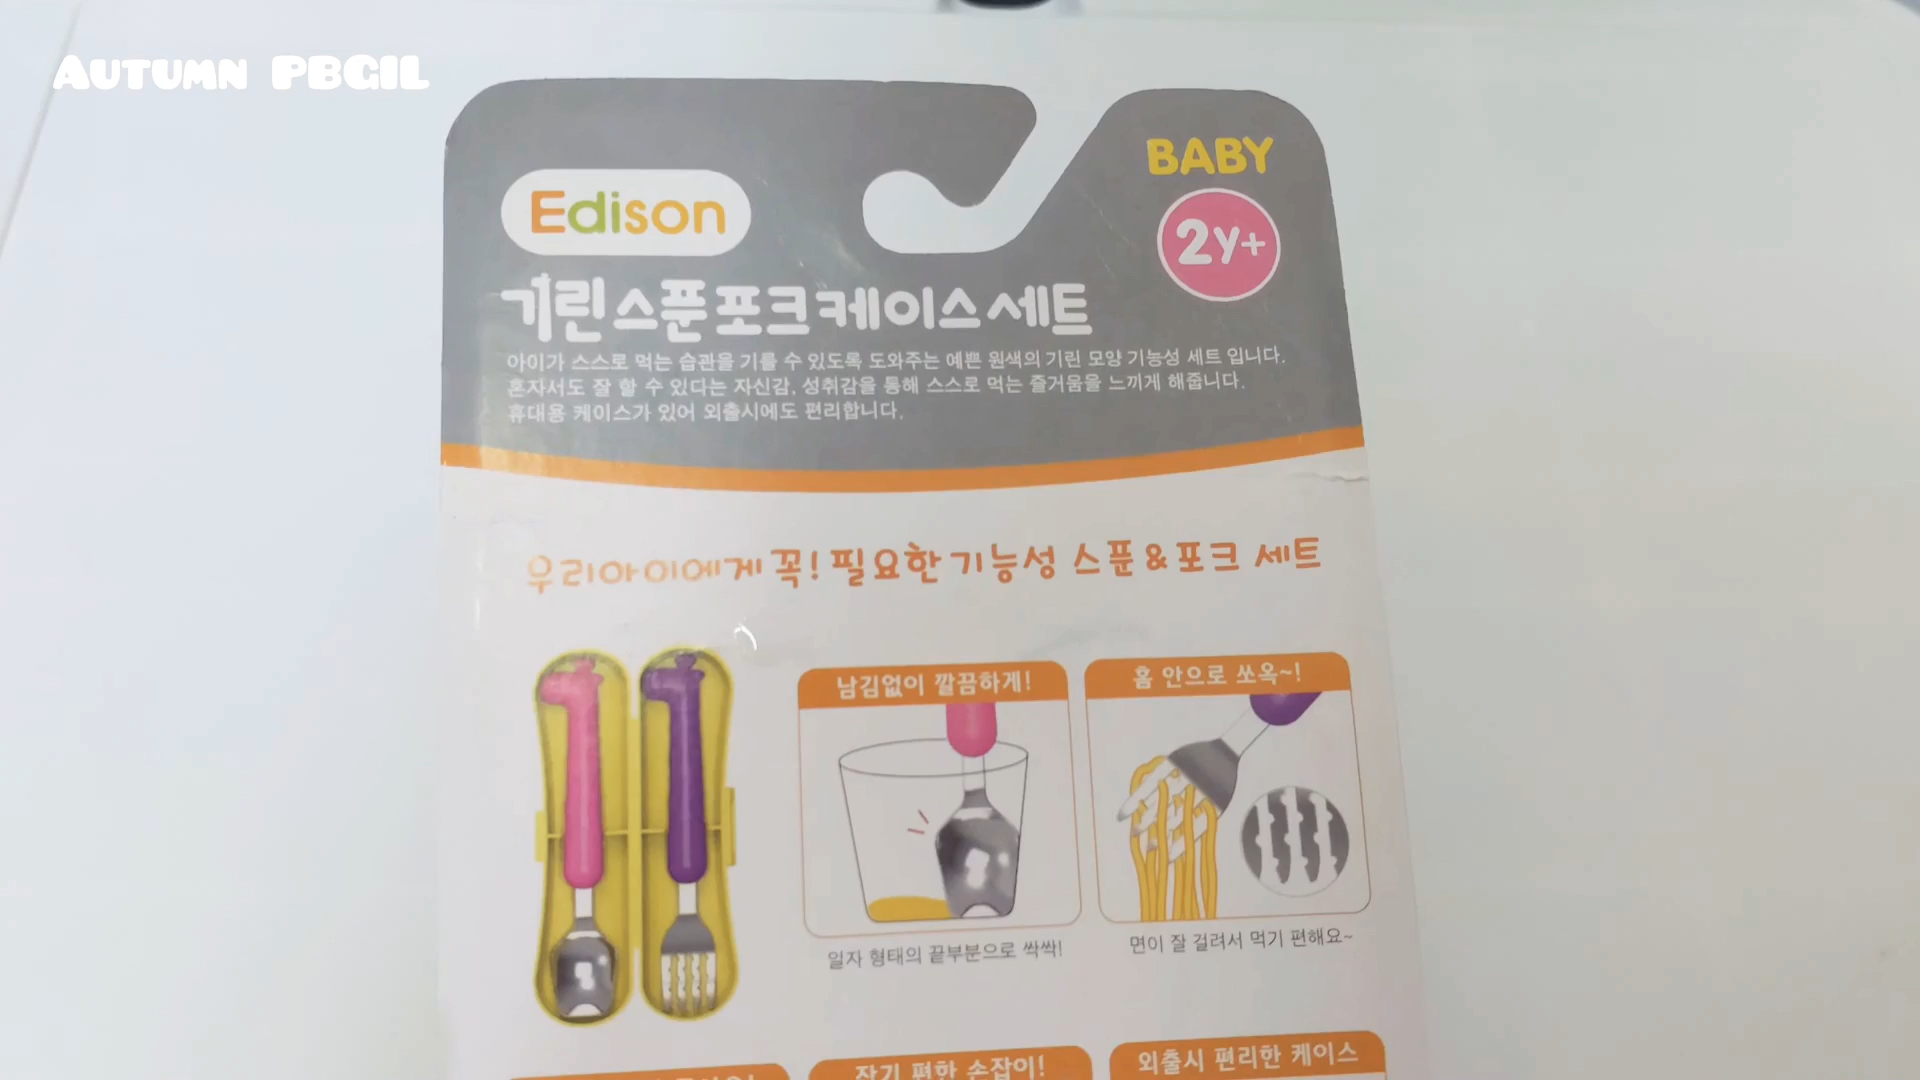 AUTUMN PBGIL
BABY
Edison
2y+
기린스푼포크케이스세트
아이가 스스로 먹는 습관을 기를 수 있도록 도와주는 예쁜 원색의 기린 모양 기능성 세트 입니다.
혼자서도 잘 할 수 있다는 자신감, 성취감을 통해 스스로 먹는 즐거움을 느끼게 해줍니다.
휴대용 케이스가 있어 외출시에도 편리합니다.
우리아이에게 꼭! 필요한 기능성 스푼 & 포크 세트
남김없이 깔끔하게!
홈 안으로 쏘옥~!
일자 형태의 끝부분으로 싹싹!
면이 잘 걸려서 먹기 편해요~
잡기 편한 손잡이!
외출시 편리한 케이스